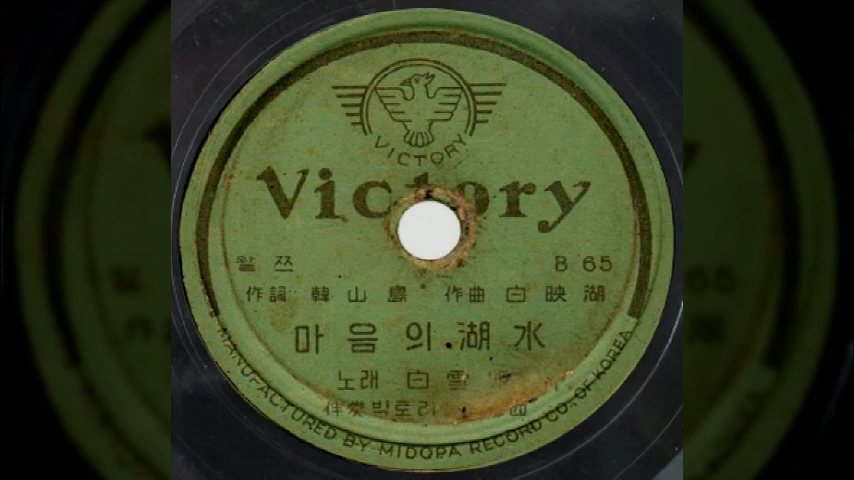 VICTORY
Victory
왈쯔 B 65
作詞 韓山島 作曲 白映湖
마음의 湖水
노래 白雪
伴奏 빅토리
MANUFACTURED BY MIDOPA RECORD CO. OF KOREA